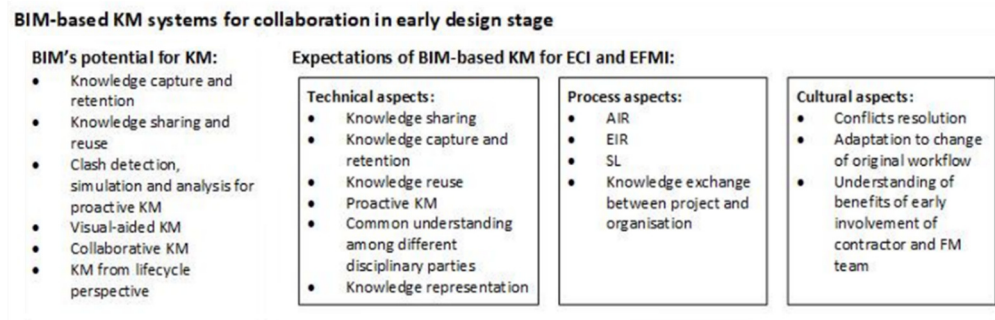 BIM-based KM systems for collaboration in early design stage
BIM's potential for KM:
• Knowledge capture and
retention
• Knowledge sharing and
reuse
• Clash detection,
simulation and analysis for
proactive KM
• Visual-aided KM
• Collaborative KM
• KM from lifecycle
perspective
Expectations of BIM-based KM for ECI and EFMI:
Technical aspects:
• Knowledge sharing
• Knowledge capture and
retention
• Knowledge reuse
• Proactive KM
• Common understanding
among different
disciplinary parties
• Knowledge representation
Process aspects:
• AIR
• EIR
• SL
• Knowledge exchange
between project and
organisation
Cultural aspects:
• Conflicts resolution
• Adaptation to change
of original workflow
• Understanding of
benefits of early
involvement of
contractor and FM
team